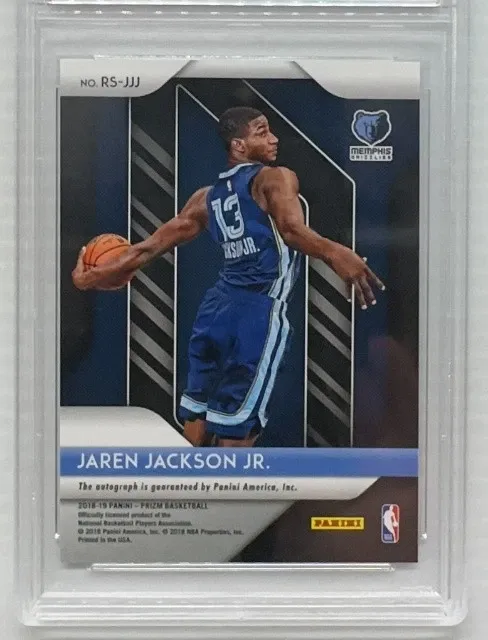 NO. RS-JJJ
MEMPHIS
GRIZZLIES
13
JAREN JACKSON JR.
The autograph is guaranteed by Panini America, Inc.
2018-19 PANINI – PRIZM BASKETBALL
Officially licensed product of the
National Basketball Players Association.
© 2018 Panini America, Inc. © 2018 NBA Properties, Inc.
Printed in the USA.
PANINI
NBA